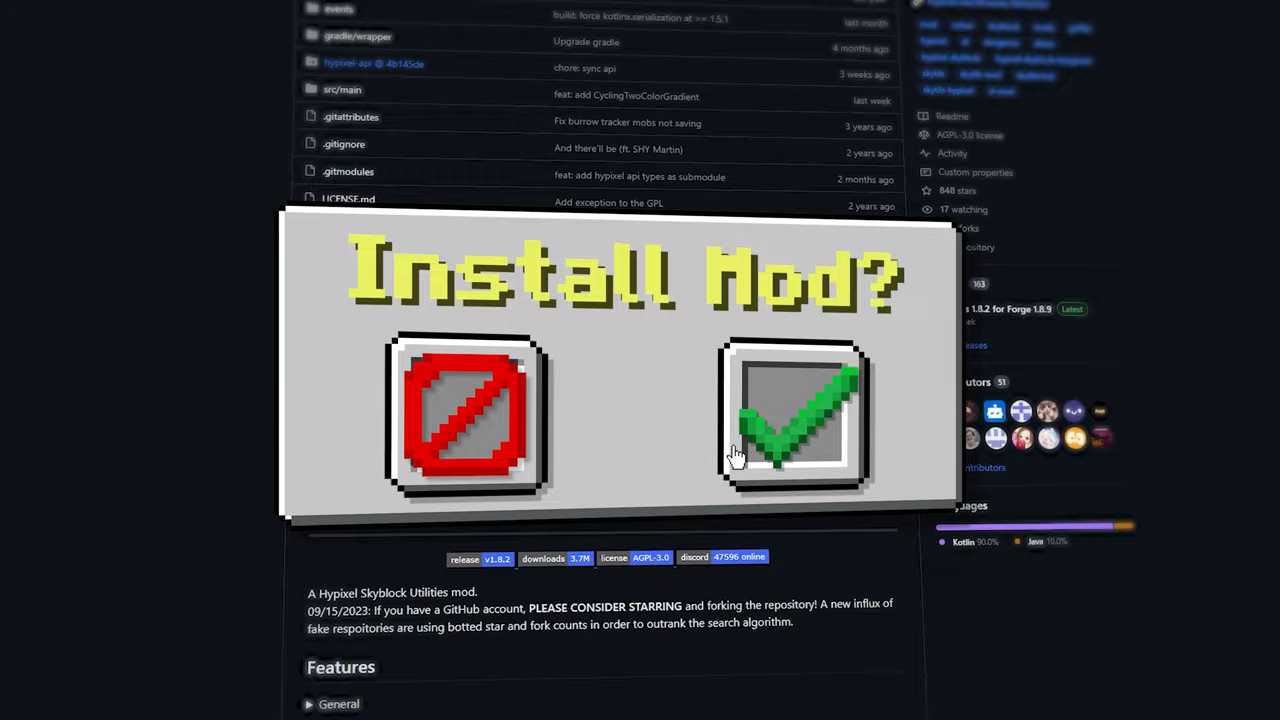 events
build: force kotlinx.serialization at >= 1.5.1
last month
gradle/wrapper
Upgrade gradle
4 months ago
hypixel-api @ 4b145de
chore: sync api
3 weeks ago
src/main
feat: add CyclingTwoColorGradient
last week
.gitattributes
Fix burrow tracker mobs not saving
3 years ago
.gitignore
And there'll be (ft. SHY Martin)
2 years ago
.gitmodules
feat: add hypixel api types as submodule
2 months ago
LICENSE.md
Add exception to the GPL
2 years ago
Readme
AGPL-3.0 license
Activity
Custom properties
848 stars
17 watching
163
1.8.2 for Forge 1.8.9
Latest
51
Install Mod?
Kotlin 90.0%
Java 10.0%
release v1.8.2
downloads 3.7M
license AGPL-3.0
discord 47596 online
A Hypixel Skyblock Utilities mod.
09/15/2023: If you have a GitHub account, PLEASE CONSIDER STARRING and forking the repository! A new influx of
fake respoitories are using botted star and fork counts in order to outrank the search algorithm.
Features
General